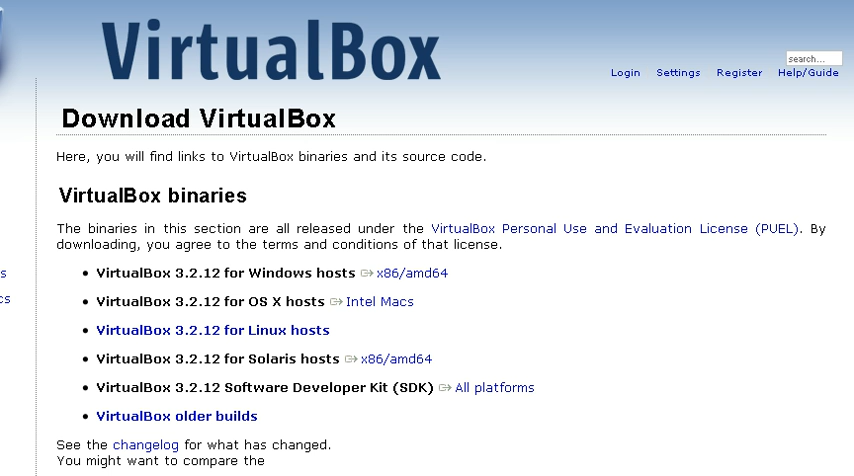 VirtualBox
search...
Login Settings Register Help/Guide
Download VirtualBox
Here, you will find links to VirtualBox binaries and its source code.
VirtualBox binaries
The binaries in this section are all released under the VirtualBox Personal Use and Evaluation License (PUEL). By
downloading, you agree to the terms and conditions of that license.
• VirtualBox 3.2.12 for Windows hosts x86/amd64
• VirtualBox 3.2.12 for OS X hosts Intel Macs
• VirtualBox 3.2.12 for Linux hosts
• VirtualBox 3.2.12 for Solaris hosts x86/amd64
• VirtualBox 3.2.12 Software Developer Kit (SDK) All platforms
• VirtualBox older builds
See the changelog for what has changed.
You might want to compare the